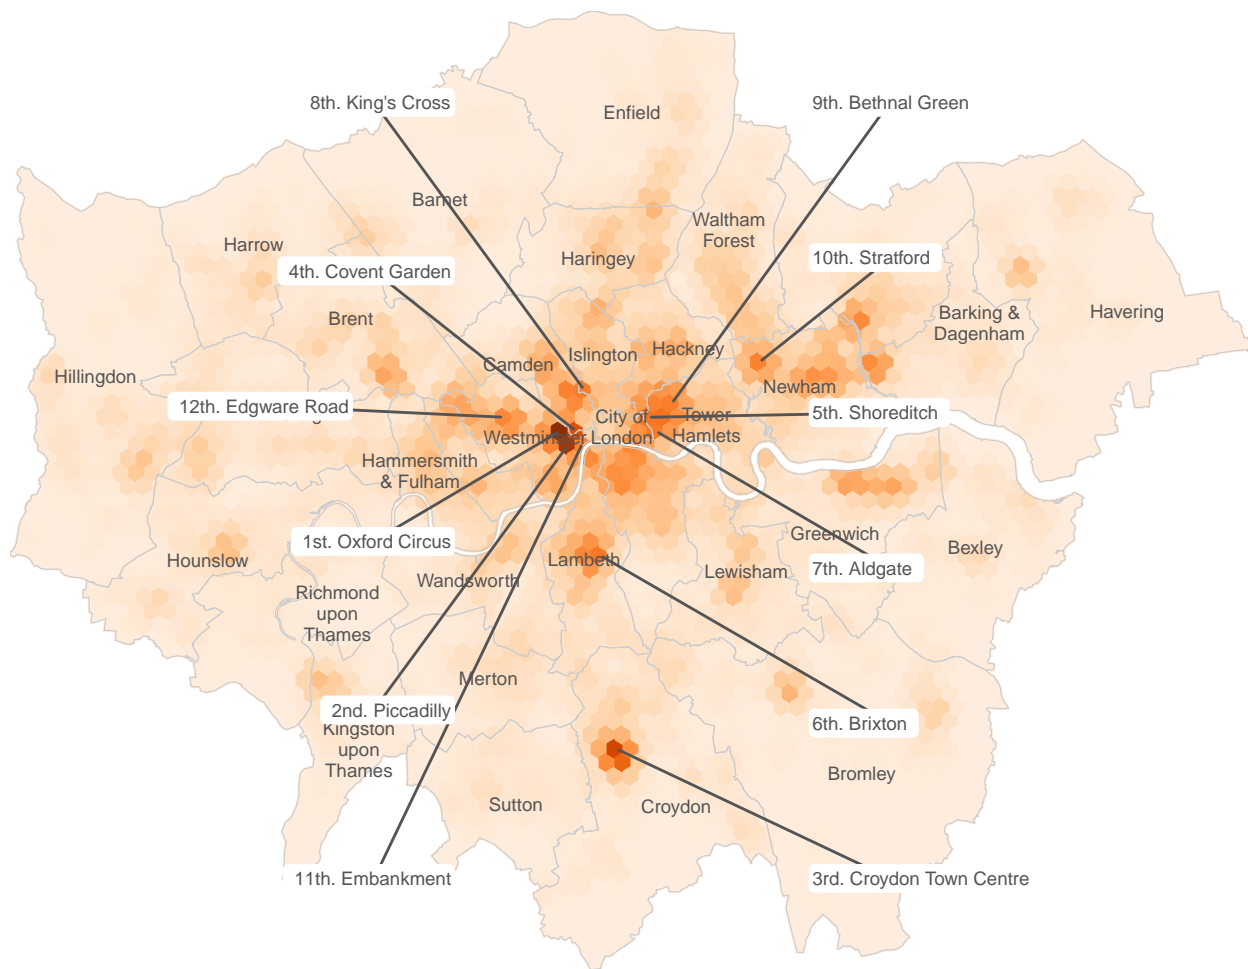 8th. King's Cross
9th. Bethnal Green
Enfield
Barnet
Waltham
Forest
Harrow
Haringey
10th. Stratford
4th. Covent Garden
Barking &
Dagenham
Havering
Brent
Hackney
Islington
Camden
Hillingdon
Newham
12th. Edgware Road
5th. Shoreditch
City of
London
Tower
Hamlets
Westminster
Hammersmith
& Fulham
1st. Oxford Circus
Greenwich
Bexley
Hounslow
Lambeth
7th. Aldgate
Lewisham
Wandsworth
Richmond
upon
Thames
Merton
2nd. Piccadilly
6th. Brixton
Kingston
upon
Thames
Bromley
Sutton
Croydon
11th. Embankment
3rd. Croydon Town Centre